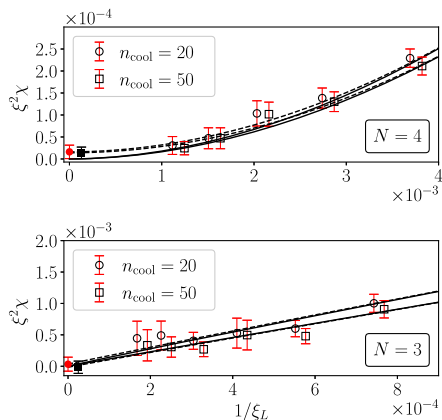 ×10⁻⁴
2.5
2.0
1.5
1.0
0.5
0.0
ξ²χ
n_cool = 20
n_cool = 50
N = 4
0 1 2 3 4
×10⁻³
×10⁻³
2.0
1.5
1.0
0.5
0.0
ξ²χ
n_cool = 20
n_cool = 50
N = 3
0 2 4 6 8
1/ξ_L
×10⁻⁴